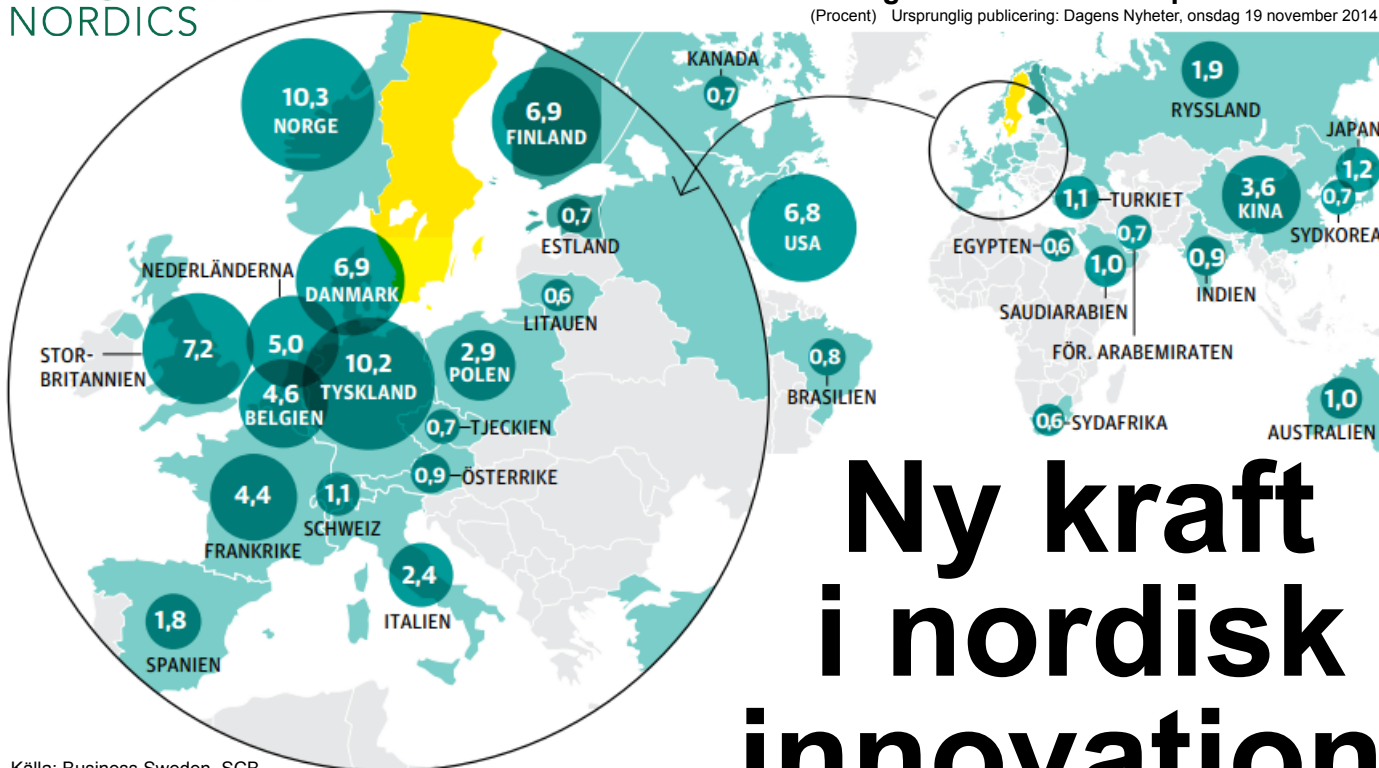 NORDICS
(Procent) Ursprunglig publicering: Dagens Nyheter, onsdag 19 november 2014
10,3
NORGE
6,9
FINLAND
KANADA
0,7
1,9
RYSSLAND
JAPAN
1,2
0,7
SYDKOREA
3,6
KINA
1,1
TURKIET
6,8
USA
0,7
ESTLAND
EGYPTEN
0,6
0,7
1,0
SAUDIARABIEN
0,9
INDIEN
FÖR. ARABEMIRATEN
NEDERLÄNDERNA
6,9
DANMARK
0,6
LITAUEN
STOR-
BRITANNIEN
7,2
5,0
10,2
TYSKLAND
2,9
POLEN
4,6
BELGIEN
0,8
BRASILIEN
1,0
AUSTRALIEN
0,6
SYDAFRIKA
0,7
TJECKIEN
0,9
ÖSTERRIKE
4,4
FRANKRIKE
1,1
SCHWEIZ
2,4
ITALIEN
1,8
SPANIEN
Ny kraft
i nordisk
innovation
Källa: Business Sweden, SCB